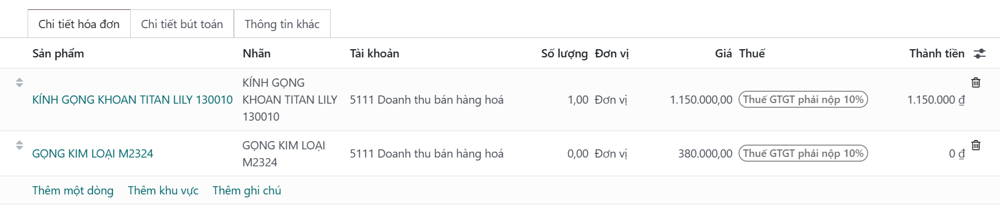 Chi tiết hóa đơn Chi tiết bút toán Thông tin khác
Sản phẩm Nhãn Tài khoản Số lượng Đơn vị Giá Thuế Thành tiền
KÍNH GỌNG KHOAN TITAN LILY 130010 KÍNH GỌNG KHOAN TITAN LILY 130010 5111 Doanh thu bán hàng hoá 1,00 Đơn vị 1.150.000,00 Thuế GTGT phải nộp 10% 1.150.000 ₫
GỌNG KIM LOẠI M2324 GỌNG KIM LOẠI M2324 5111 Doanh thu bán hàng hoá 0,00 Đơn vị 380.000,00 Thuế GTGT phải nộp 10% 0 ₫
Thêm một dòng Thêm khu vực Thêm ghi chú